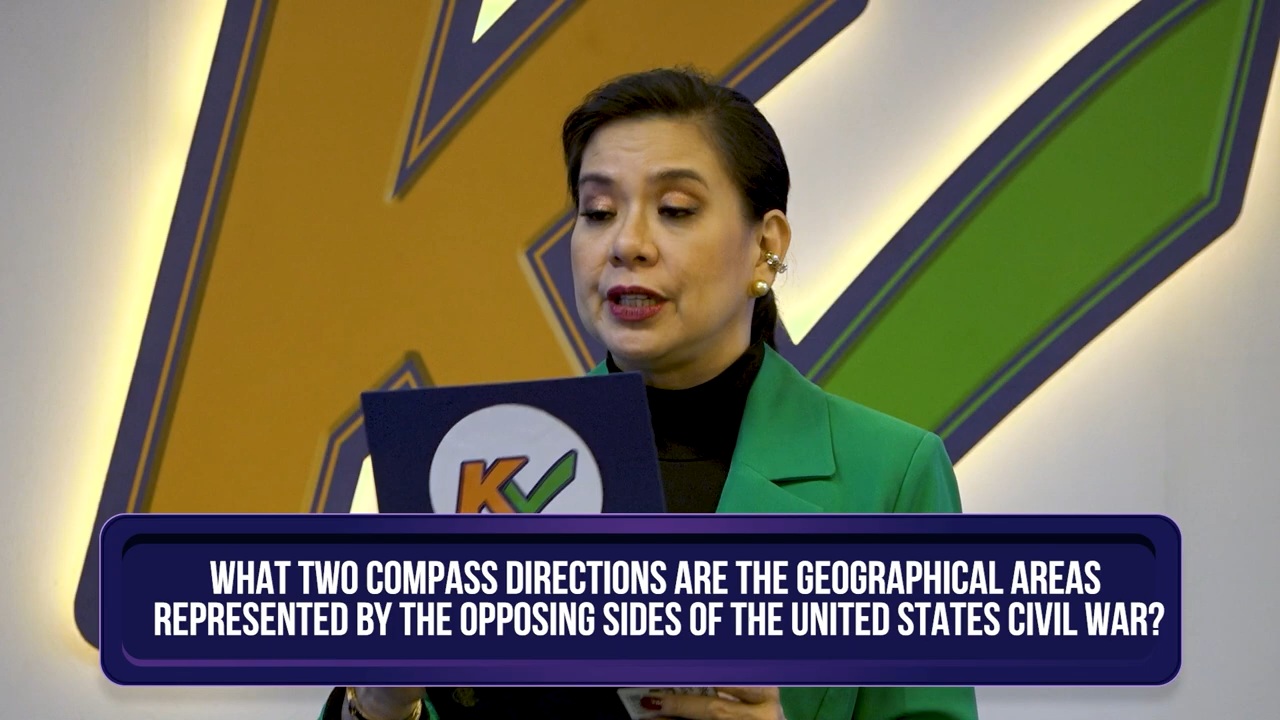 KV
WHAT TWO COMPASS DIRECTIONS ARE THE GEOGRAPHICAL AREAS
REPRESENTED BY THE OPPOSING SIDES OF THE UNITED STATES CIVIL WAR?